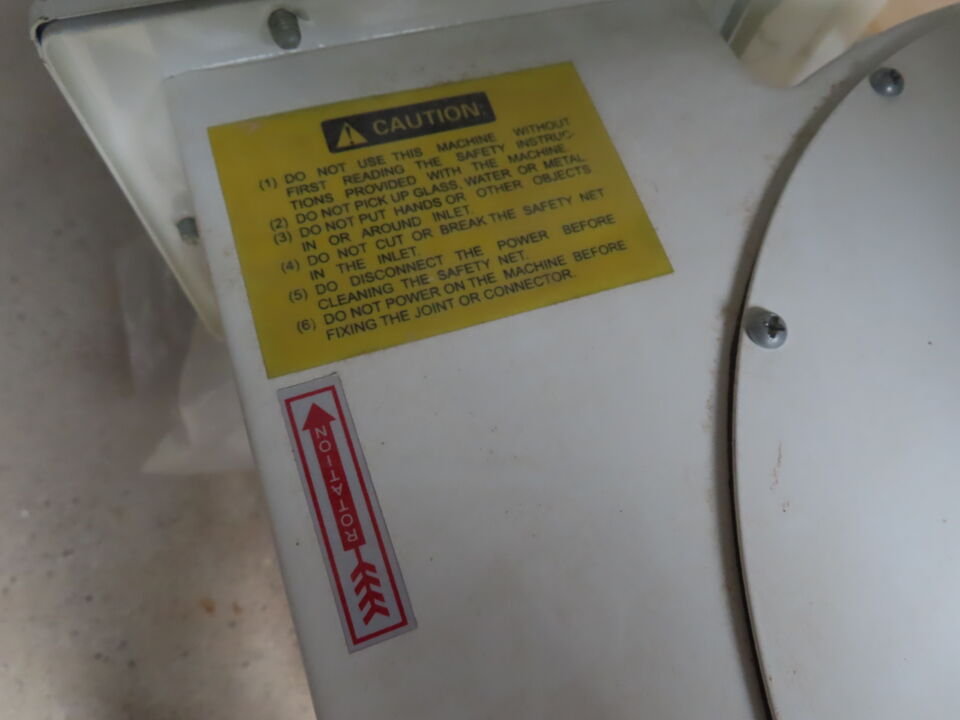 CAUTION:
(1) DO NOT USE THIS MACHINE WITHOUT
FIRST READING THE SAFETY INSTRUC-
TIONS PROVIDED WITH THE MACHINE.
(2) DO NOT PICK UP GLASS, WATER OR METAL.
(3) DO NOT PUT HANDS OR OTHER OBJECTS
IN OR AROUND INLET.
(4) DO NOT CUT OR BREAK THE SAFETY NET
IN THE INLET.
(5) DO DISCONNECT THE POWER BEFORE
CLEANING THE SAFETY NET.
(6) DO NOT POWER ON THE MACHINE BEFORE
FIXING THE JOINT OR CONNECTOR.
ROTATION